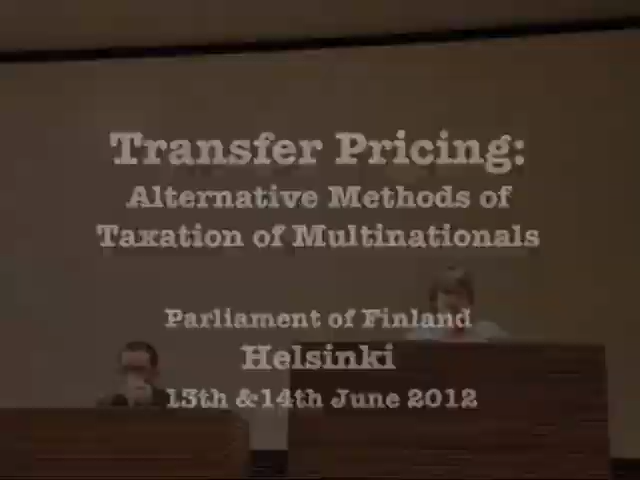 Transfer Pricing:
Alternative Methods of
Taxation of Multinationals
Parliament of Finland
Helsinki
13th &14th June 2012